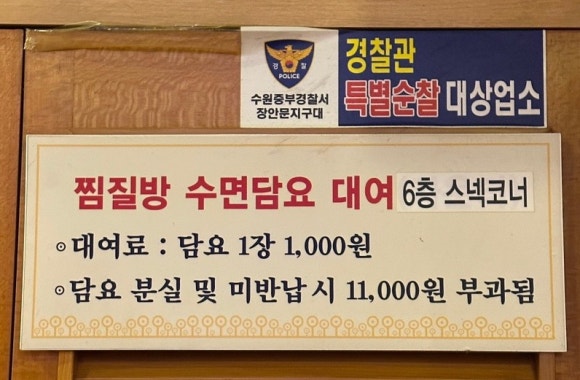 경찰
POLICE
수원중부경찰서
장안문지구대
경찰관
특별순찰 대상업소
찜질방 수면담요 대여 6층 스넥코너
대여료 : 담요 1장 1,000원
담요 분실 및 미반납 시 11,000원 부과됨